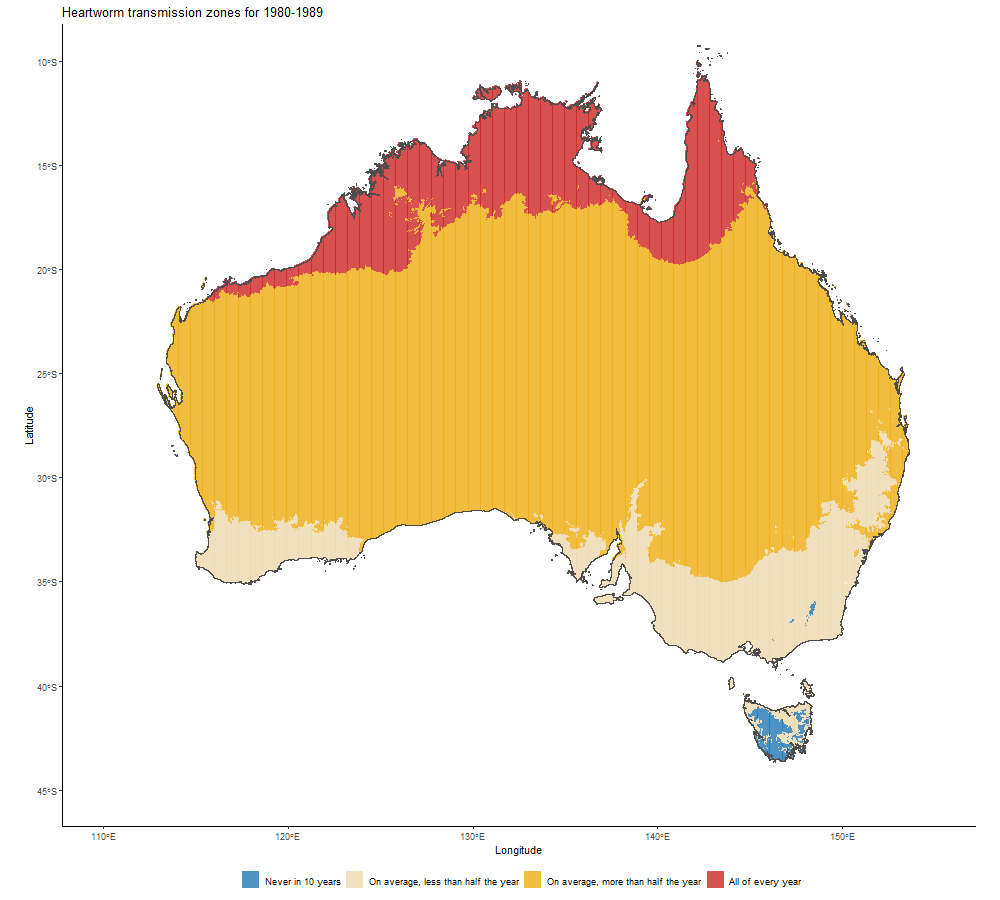 Heartworm transmission zones for 1980-1989
10°S
15°S
20°S
25°S
30°S
35°S
40°S
45°S
Latitude
110°E 120°E 130°E 140°E 150°E
Longitude
Never in 10 years On average, less than half the year On average, more than half the year All of every year